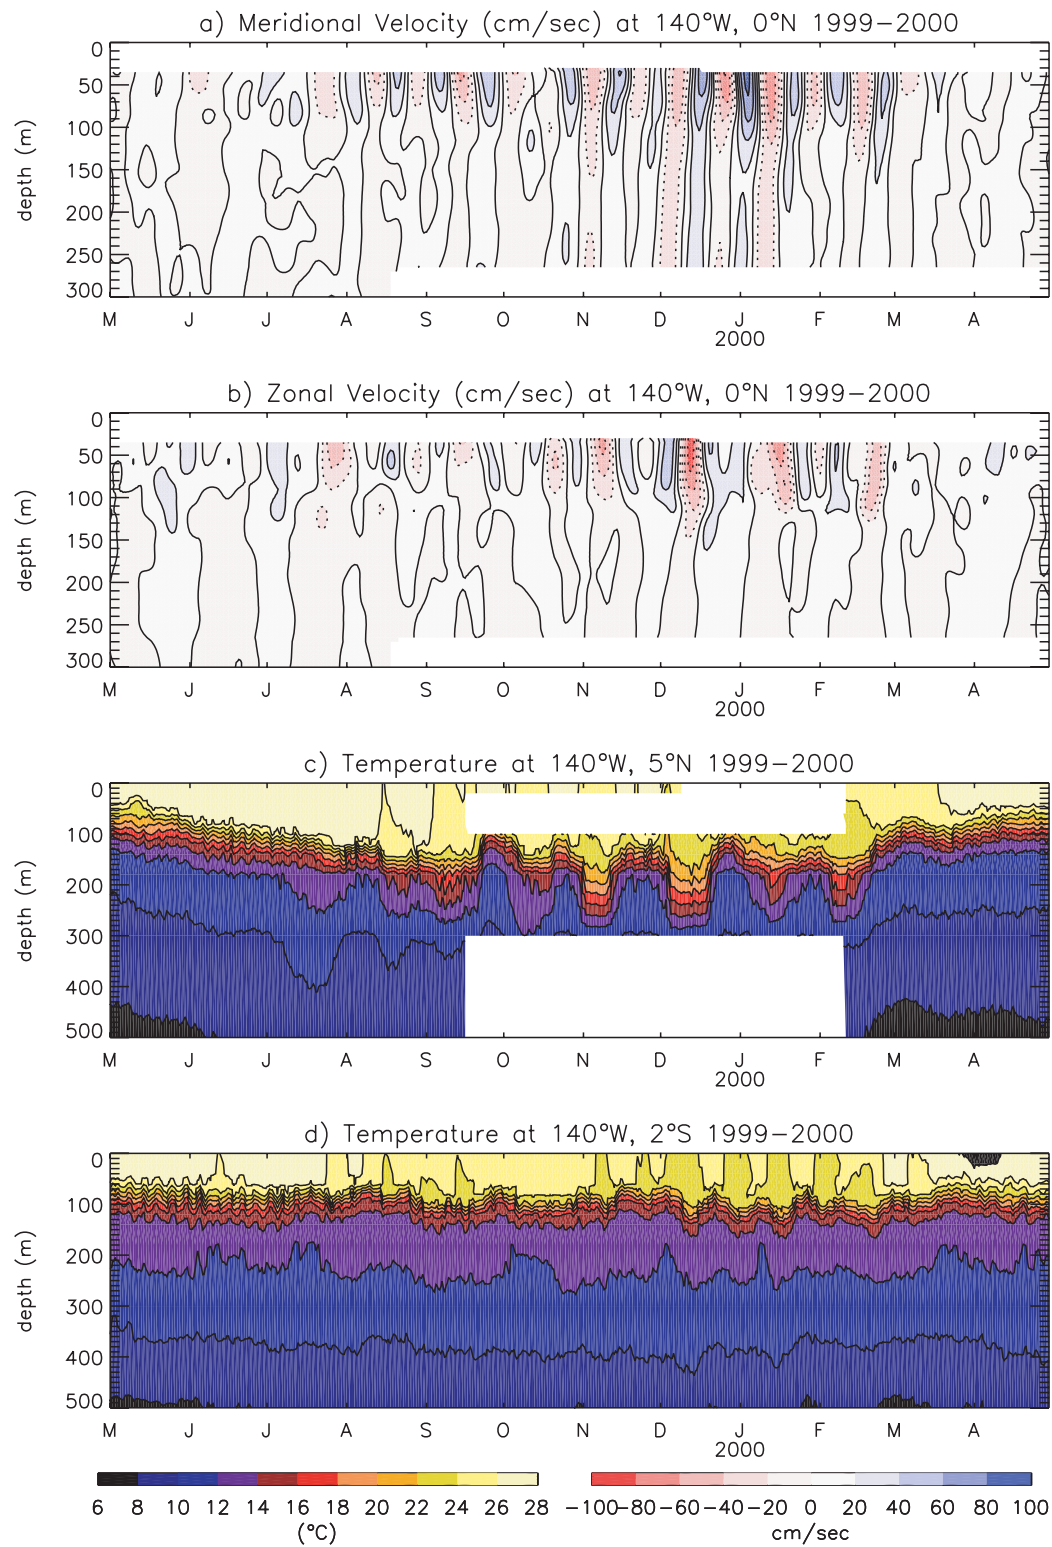 a) Meridional Velocity (cm/sec) at 140°W, 0°N 1999−2000
0
50
100
150
200
250
300
depth (m)
M J J A S O N D J F M A
2000
b) Zonal Velocity (cm/sec) at 140°W, 0°N 1999−2000
0
50
100
150
200
250
300
depth (m)
M J J A S O N D J F M A
2000
c) Temperature at 140°W, 5°N 1999−2000
0
100
200
300
400
500
depth (m)
M J J A S O N D J F M A
2000
d) Temperature at 140°W, 2°S 1999−2000
0
100
200
300
400
500
depth (m)
M J J A S O N D J F M A
2000
6 8 10 12 14 16 18 20 22 24 26 28
(°C)
−100−80−60−40−20 0 20 40 60 80 100
cm/sec